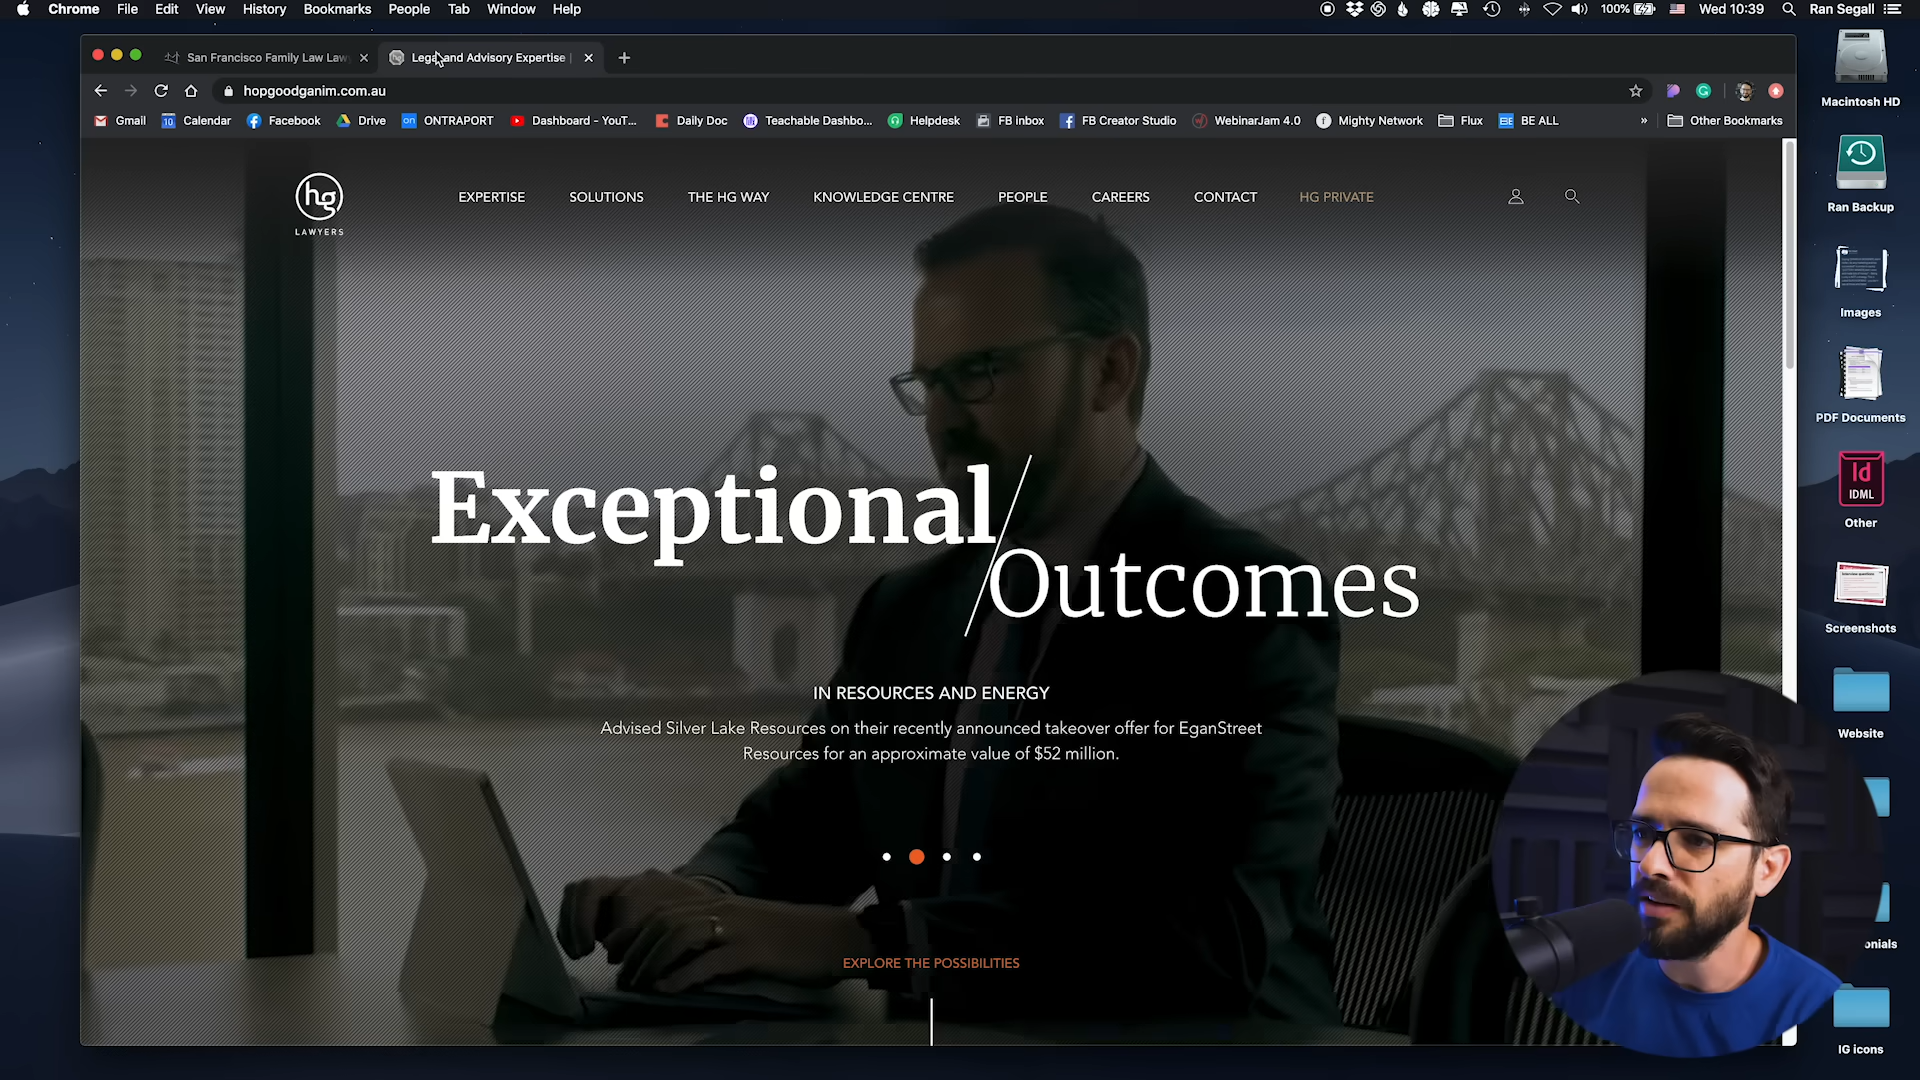 Chrome File Edit View History Bookmarks People Tab Window Help
100% Wed 10:39 Ran Segall
San Francisco Family Law Law
Legal and Advisory Expertise |
hopgoodganim.com.au
Gmail Calendar Facebook Drive ONTRAPORT Dashboard - YouT... Daily Doc Teachable Dashbo... Helpdesk FB inbox FB Creator Studio WebinarJam 4.0 Mighty Network Flux BE ALL » Other Bookmarks
hg
LAWYERS
EXPERTISE SOLUTIONS THE HG WAY KNOWLEDGE CENTRE PEOPLE CAREERS CONTACT HG PRIVATE
Exceptional
Outcomes
IN RESOURCES AND ENERGY
Advised Silver Lake Resources on their recently announced takeover offer for EganStreet
Resources for an approximate value of $52 million.
EXPLORE THE POSSIBILITIES
Macintosh HD
Ran Backup
Images
PDF Documents
Id
IDML
Other
Screenshots
Website
onials
IG icons